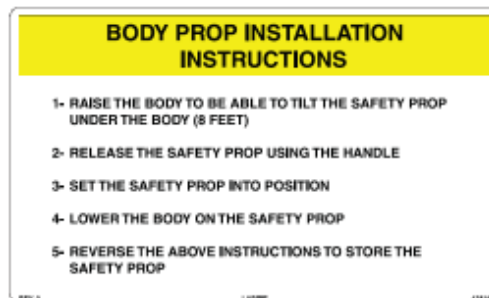 BODY PROP INSTALLATION
INSTRUCTIONS
1- RAISE THE BODY TO BE ABLE TO TILT THE SAFETY PROP
UNDER THE BODY (8 FEET)
2- RELEASE THE SAFETY PROP USING THE HANDLE
3- SET THE SAFETY PROP INTO POSITION
4- LOWER THE BODY ON THE SAFETY PROP
5- REVERSE THE ABOVE INSTRUCTIONS TO STORE THE
SAFETY PROP